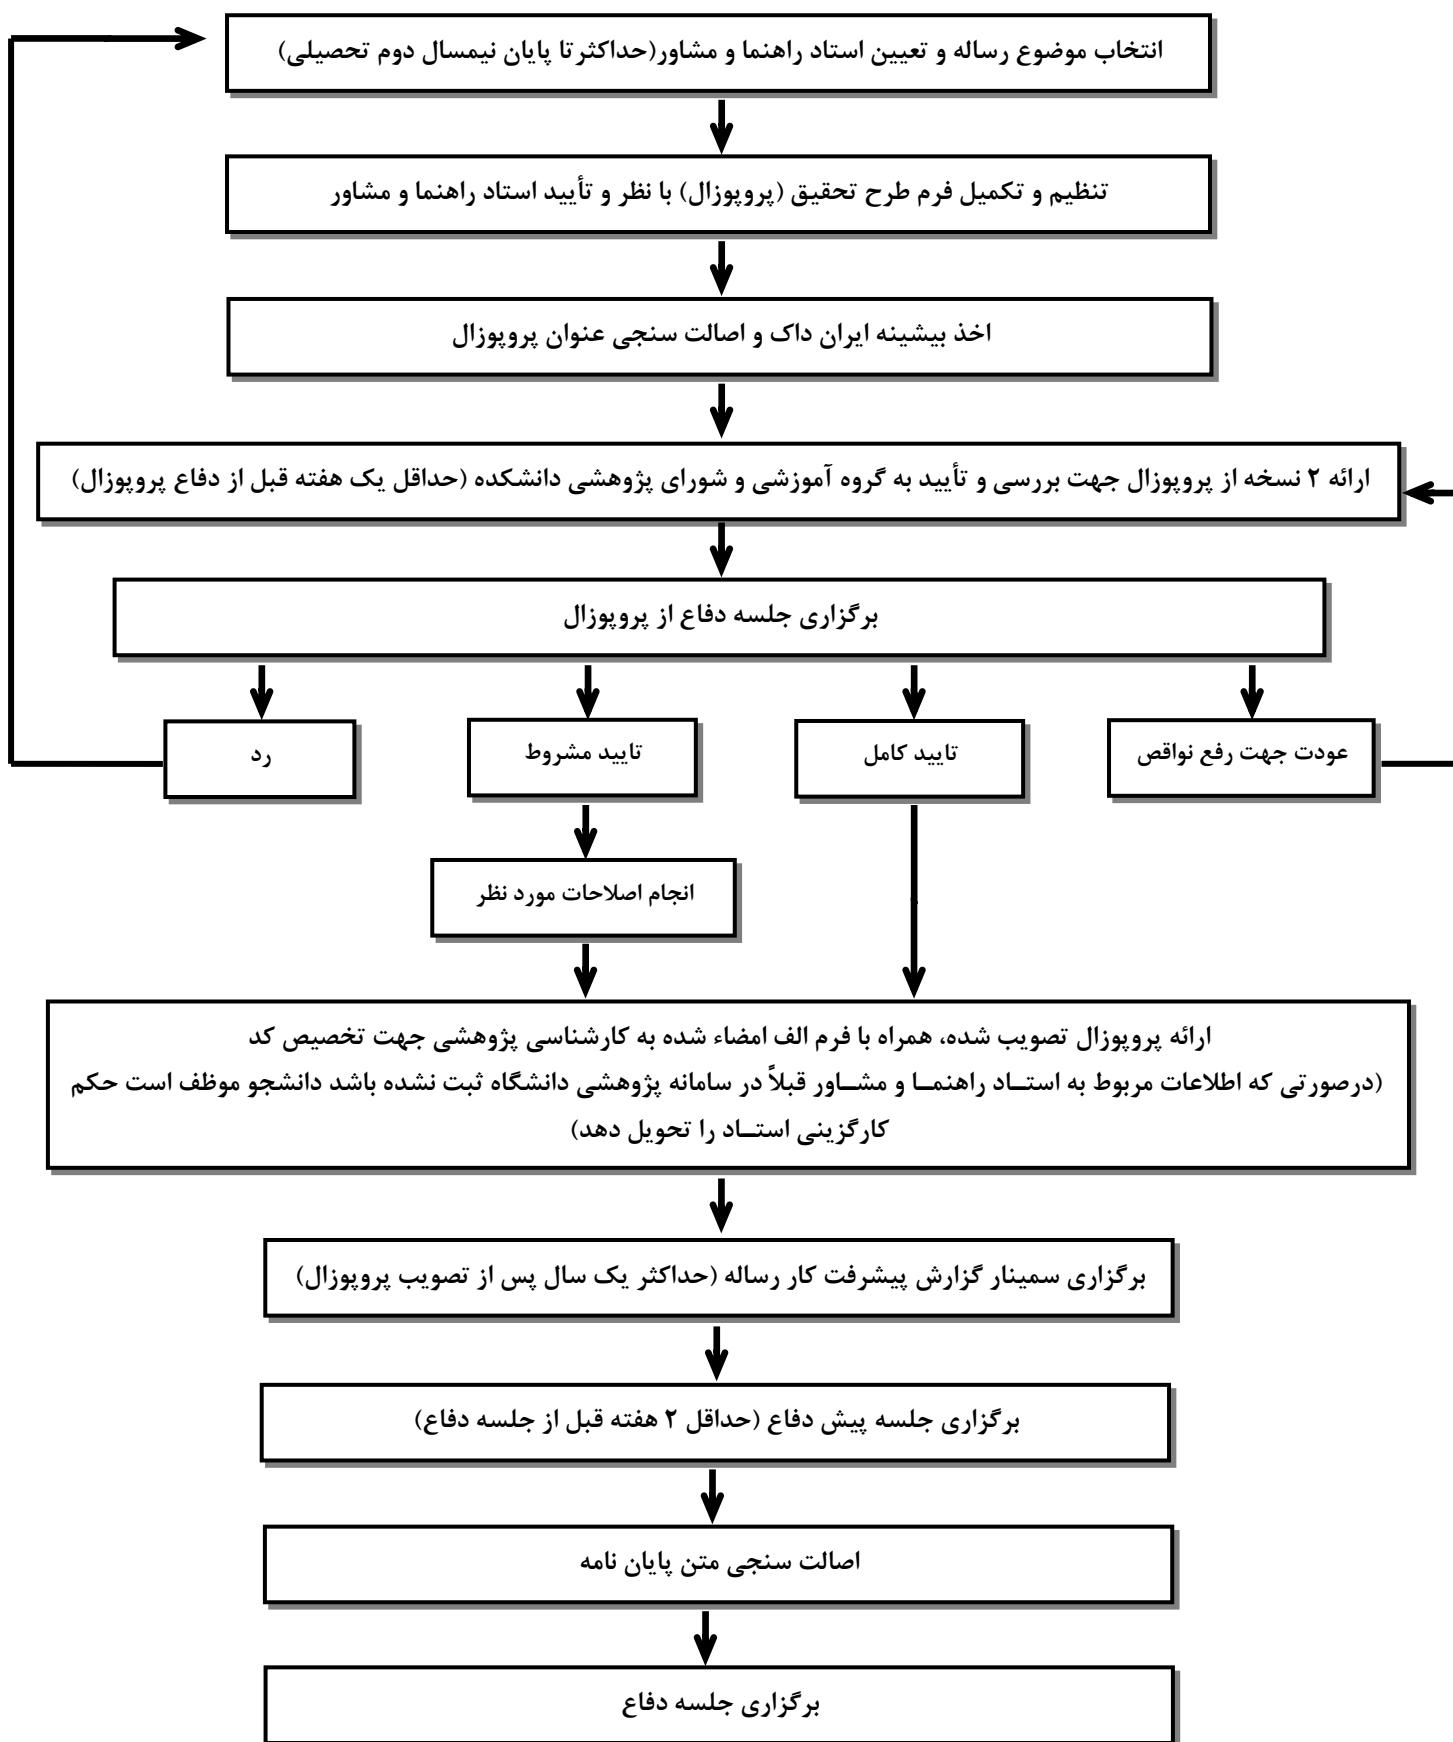 انتخاب موضوع رساله و تعیین استاد راهنما و مشاور(حداکثر تا پایان نیمسال دوم تحصیلی)
تنظیم و تکمیل فرم طرح تحقیق (پروپوزال) با نظر و تأیید استاد راهنما و مشاور
اخذ بیشینه ایران داک و اصالت سنجی عنوان پروپوزال
ارائه ۲ نسخه از پروپوزال جهت بررسی و تأیید به گروه آموزشی و شورای پژوهشی دانشکده (حداقل یک هفته قبل از دفاع پروپوزال)
برگزاری جلسه دفاع از پروپوزال
عودت جهت رفع نواقص
تایید کامل
تایید مشروط
رد
انجام اصلاحات مورد نظر
ارائه پروپوزال تصویب شده، همراه با فرم الف امضاء شده به کارشناسی پژوهشی جهت تخصیص کد
(درصورتی که اطلاعات مربوط به استــاد راهنمـا و مشــاور قبلاً در سامانه پژوهشی دانشگاه ثبت نشده باشد دانشجو موظف است حکم
کارگزینی استــاد را تحویل دهد)
برگزاری سمینار گزارش پیشرفت کار رساله (حداکثر یک سال پس از تصویب پروپوزال)
برگزاری جلسه پیش دفاع (حداقل ۲ هفته قبل از جلسه دفاع)
اصالت سنجی متن پایان نامه
برگزاری جلسه دفاع